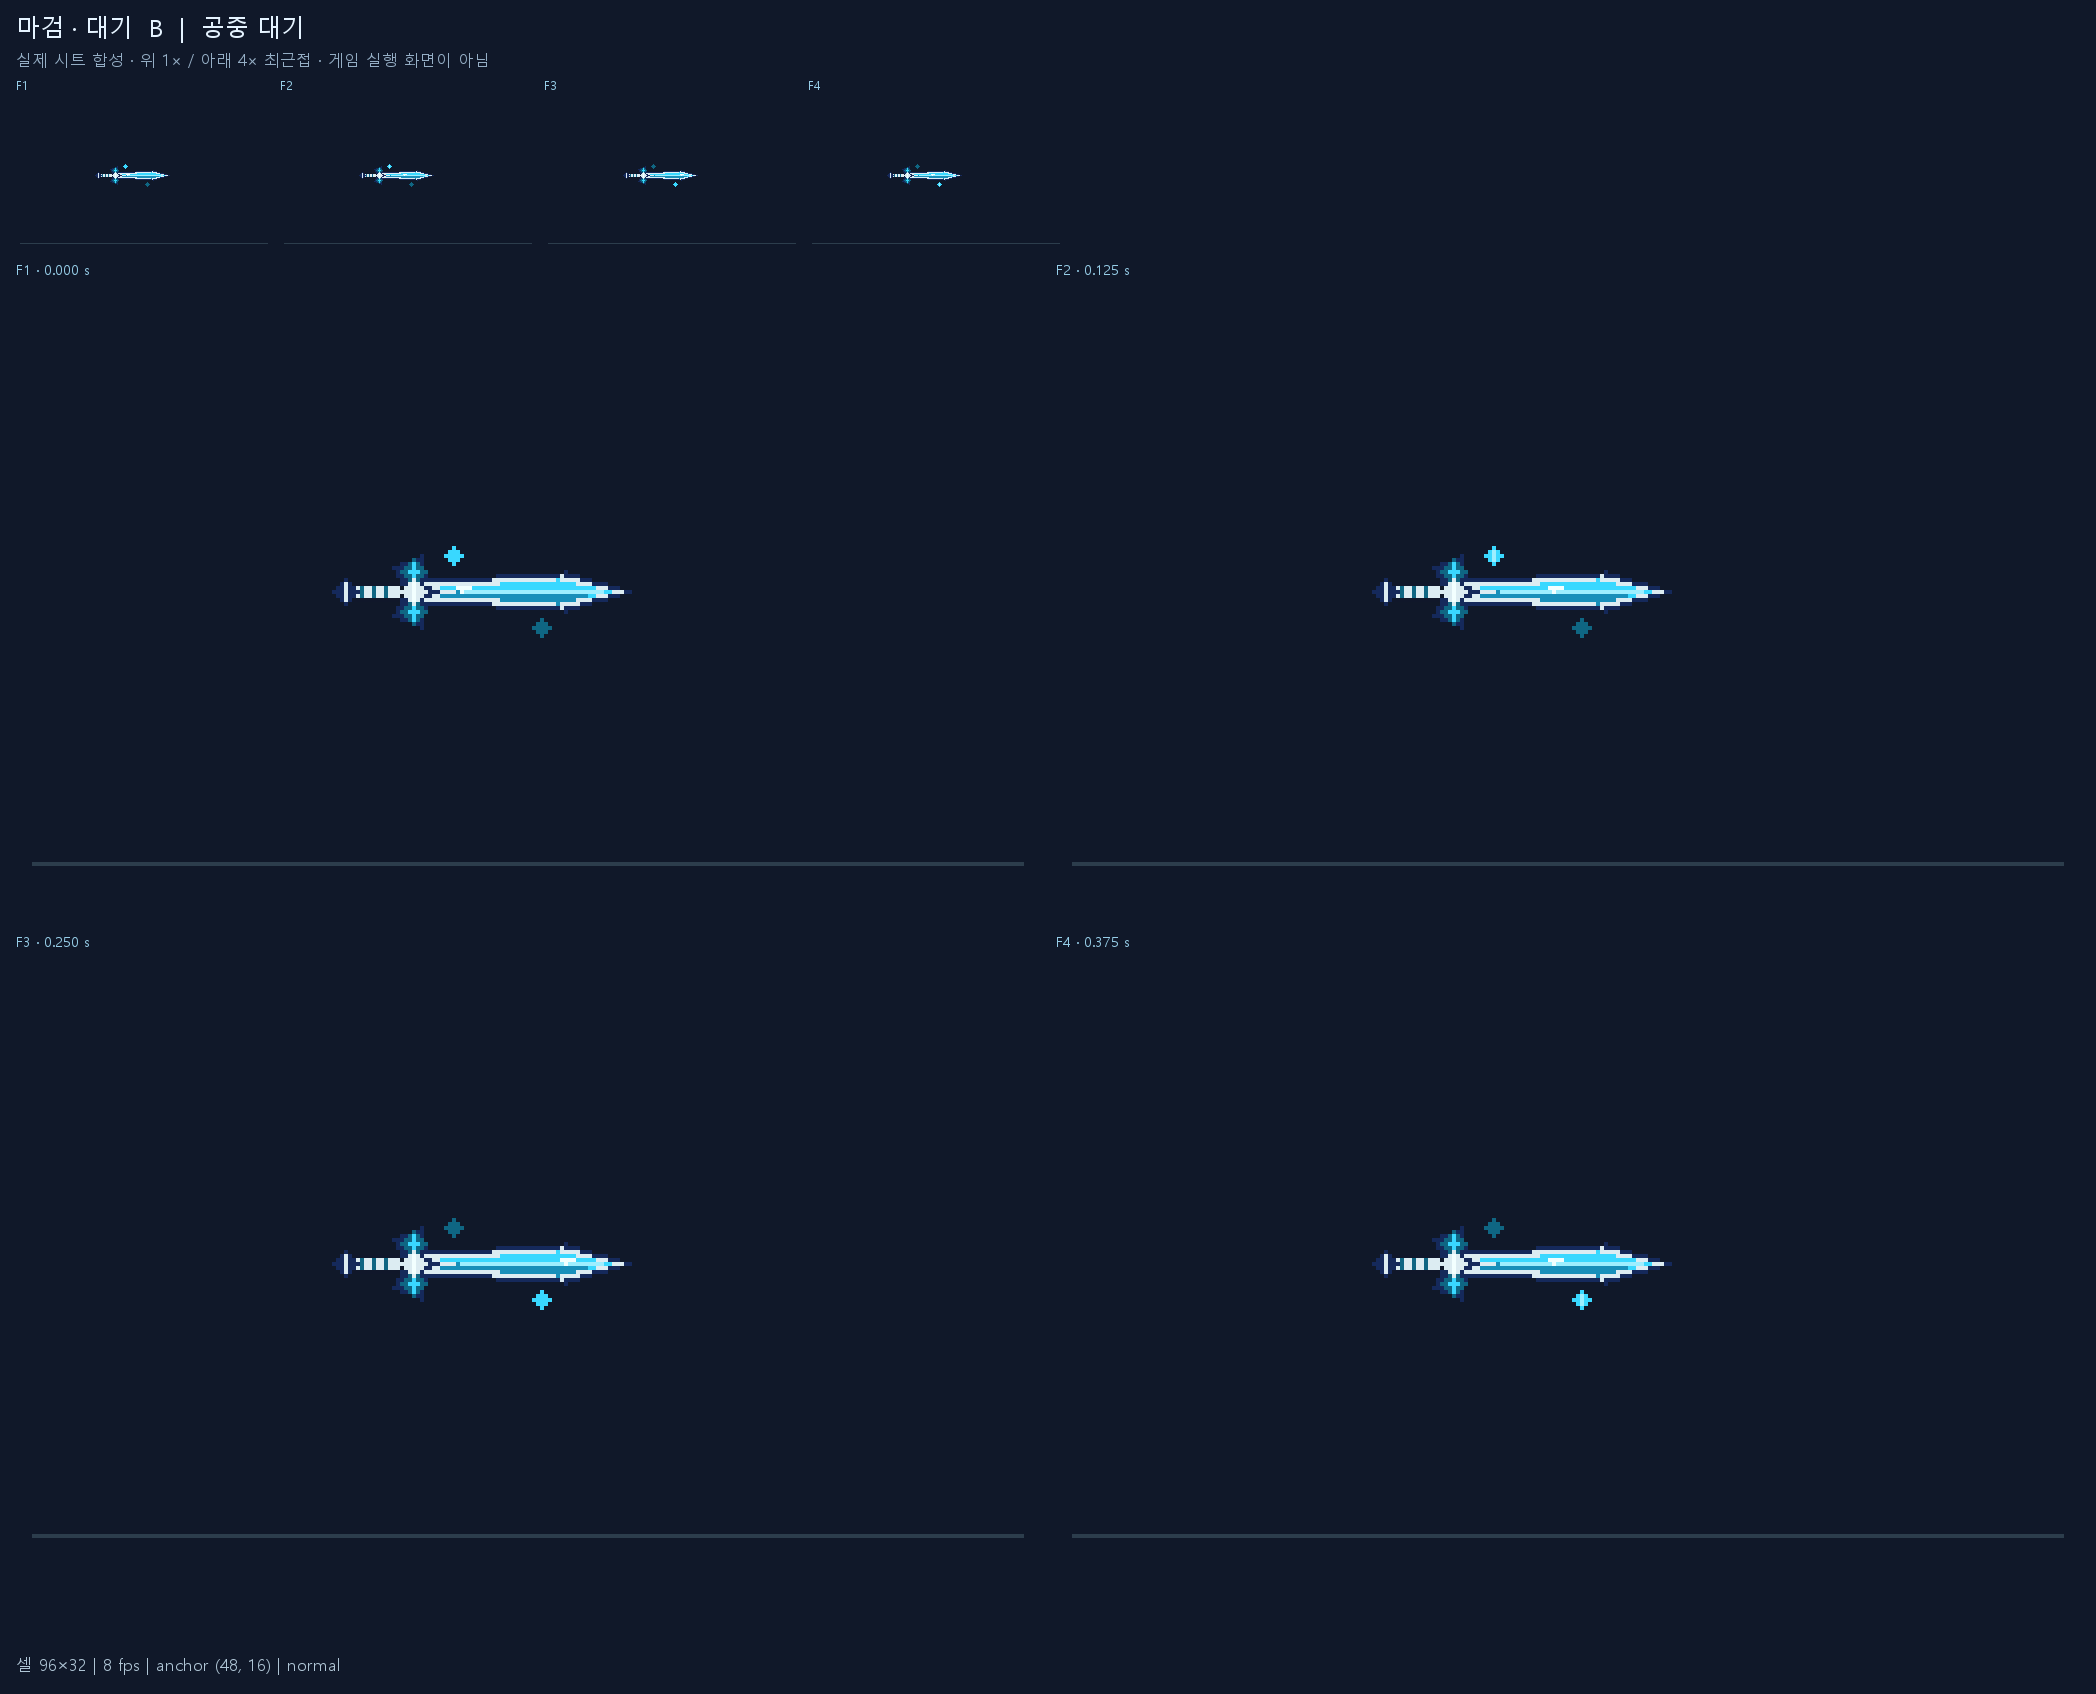 마검 · 대기 B | 공중 대기
실제 시트 합성 · 위 1× / 아래 4× 최근접 · 게임 실행 화면이 아님
F1 F2 F3 F4
F1 · 0.000 s F2 · 0.125 s
F3 · 0.250 s F4 · 0.375 s
셀 96×32 | 8 fps | anchor (48, 16) | normal